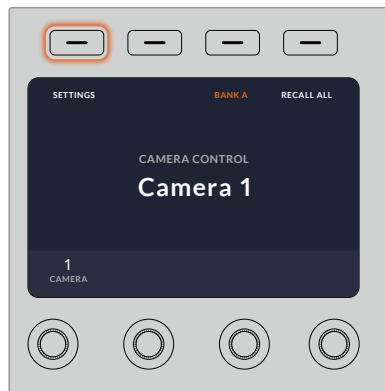 SETTINGS BANK A RECALL ALL
CAMERA CONTROL
Camera 1
1
CAMERA